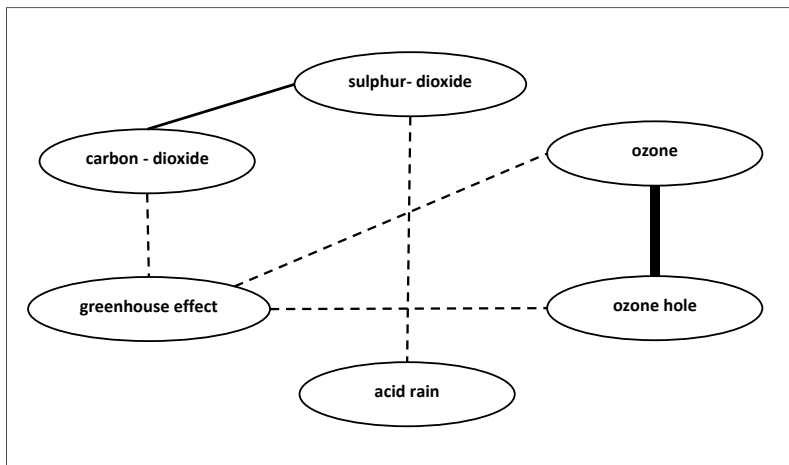 sulphur- dioxide
carbon - dioxide
ozone
greenhouse effect
ozone hole
acid rain